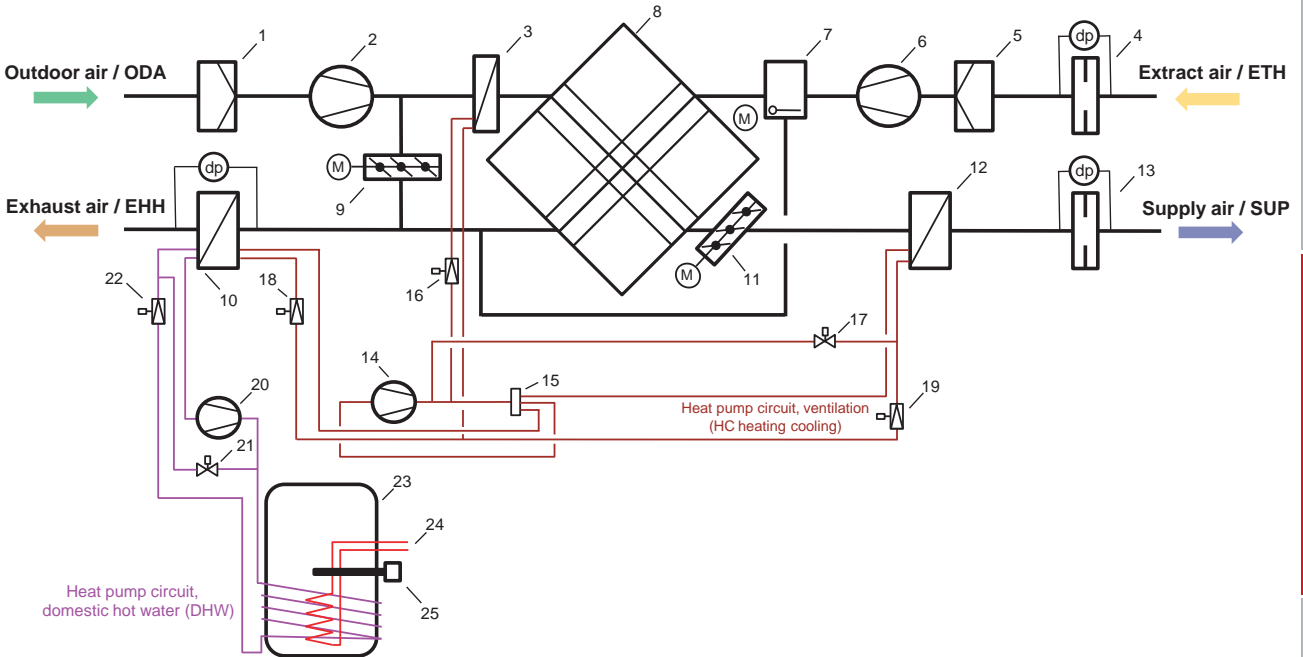 1
2
3
8
7
6
5
dp
4
Outdoor air / ODA
Extract air / ETH
M
dp
M
9
12
dp
13
Exhaust air / EHH
Supply air / SUP
M
11
22
10
18
16
17
14
15
19
20
Heat pump circuit, ventilation
(HC heating cooling)
21
23
24
Heat pump circuit,
domestic hot water (DHW)
25